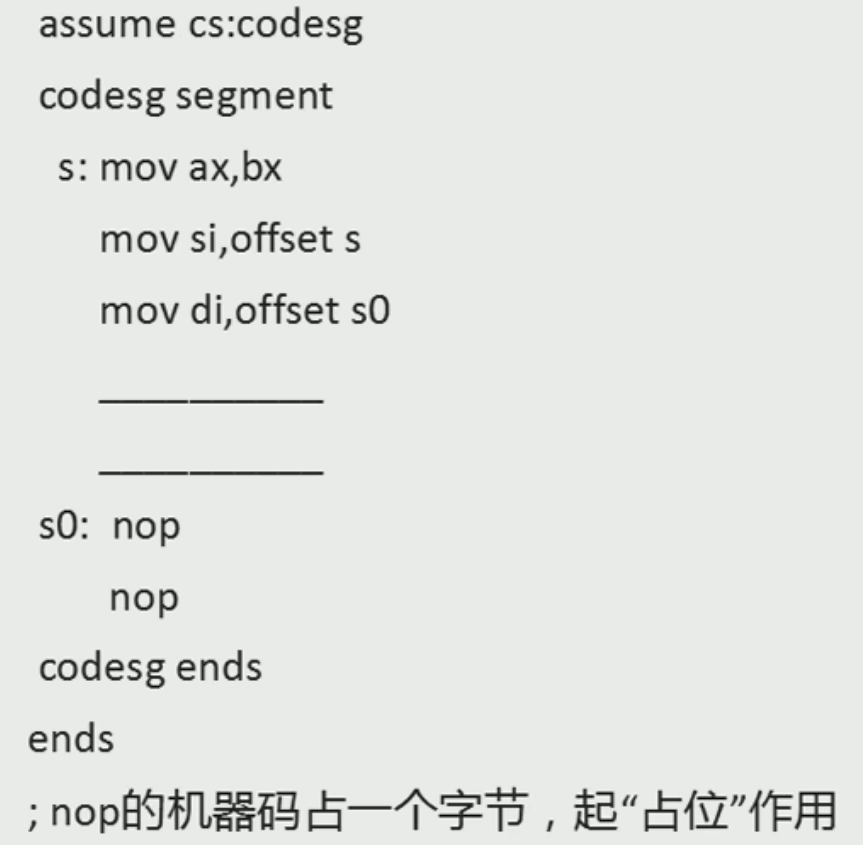 assume cs:codesg
codesg segment
s: mov ax,bx
mov si,offset s
mov di,offset s0
__________
__________
s0: nop
nop
codesg ends
ends
; nop的机器码占一个字节，起“占位”作用